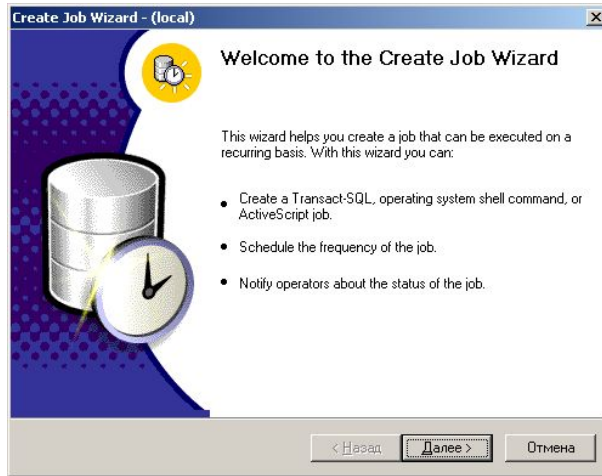 Create Job Wizard - (local)
Welcome to the Create Job Wizard
This wizard helps you create a job that can be executed on a
recurring basis. With this wizard you can:
Create a Transact-SQL, operating system shell command, or
ActiveScript job.
Schedule the frequency of the job.
Notify operators about the status of the job.
< Назад Далее > Отмена